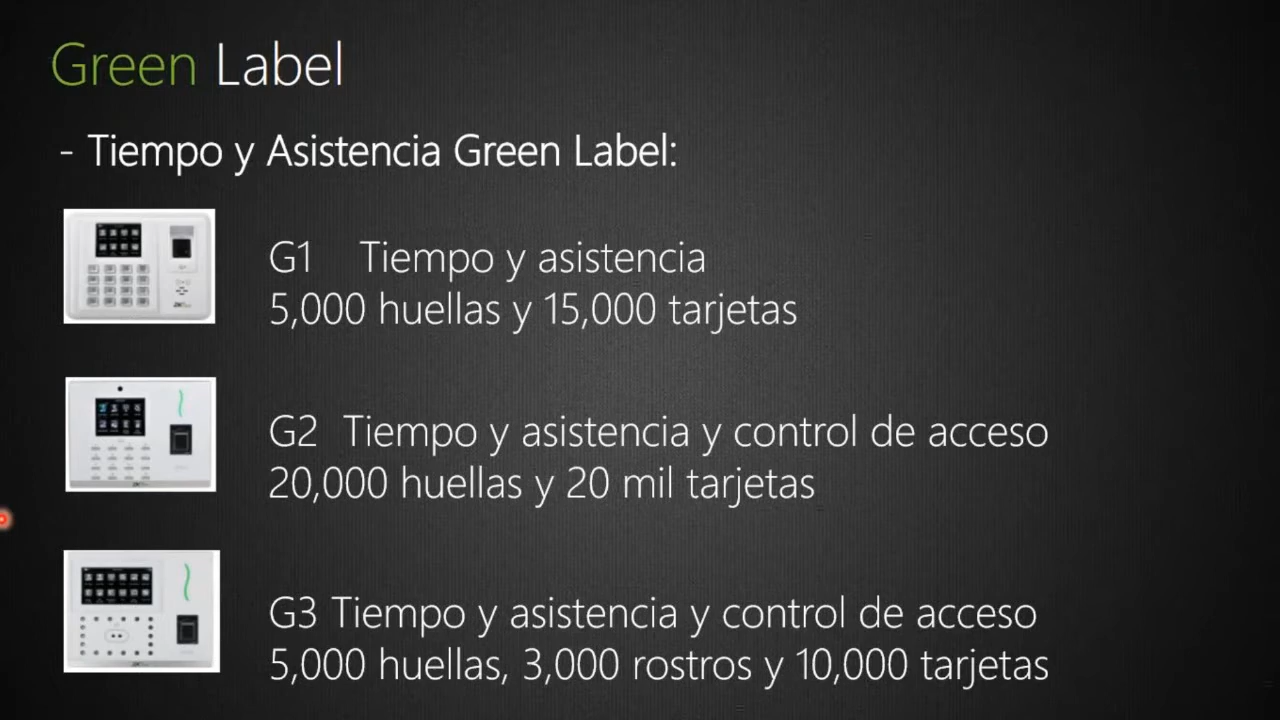 Green Label
- Tiempo y Asistencia Green Label:
G1 Tiempo y asistencia
5,000 huellas y 15,000 tarjetas
G2 Tiempo y asistencia y control de acceso
20,000 huellas y 20 mil tarjetas
G3 Tiempo y asistencia y control de acceso
5,000 huellas, 3,000 rostros y 10,000 tarjetas